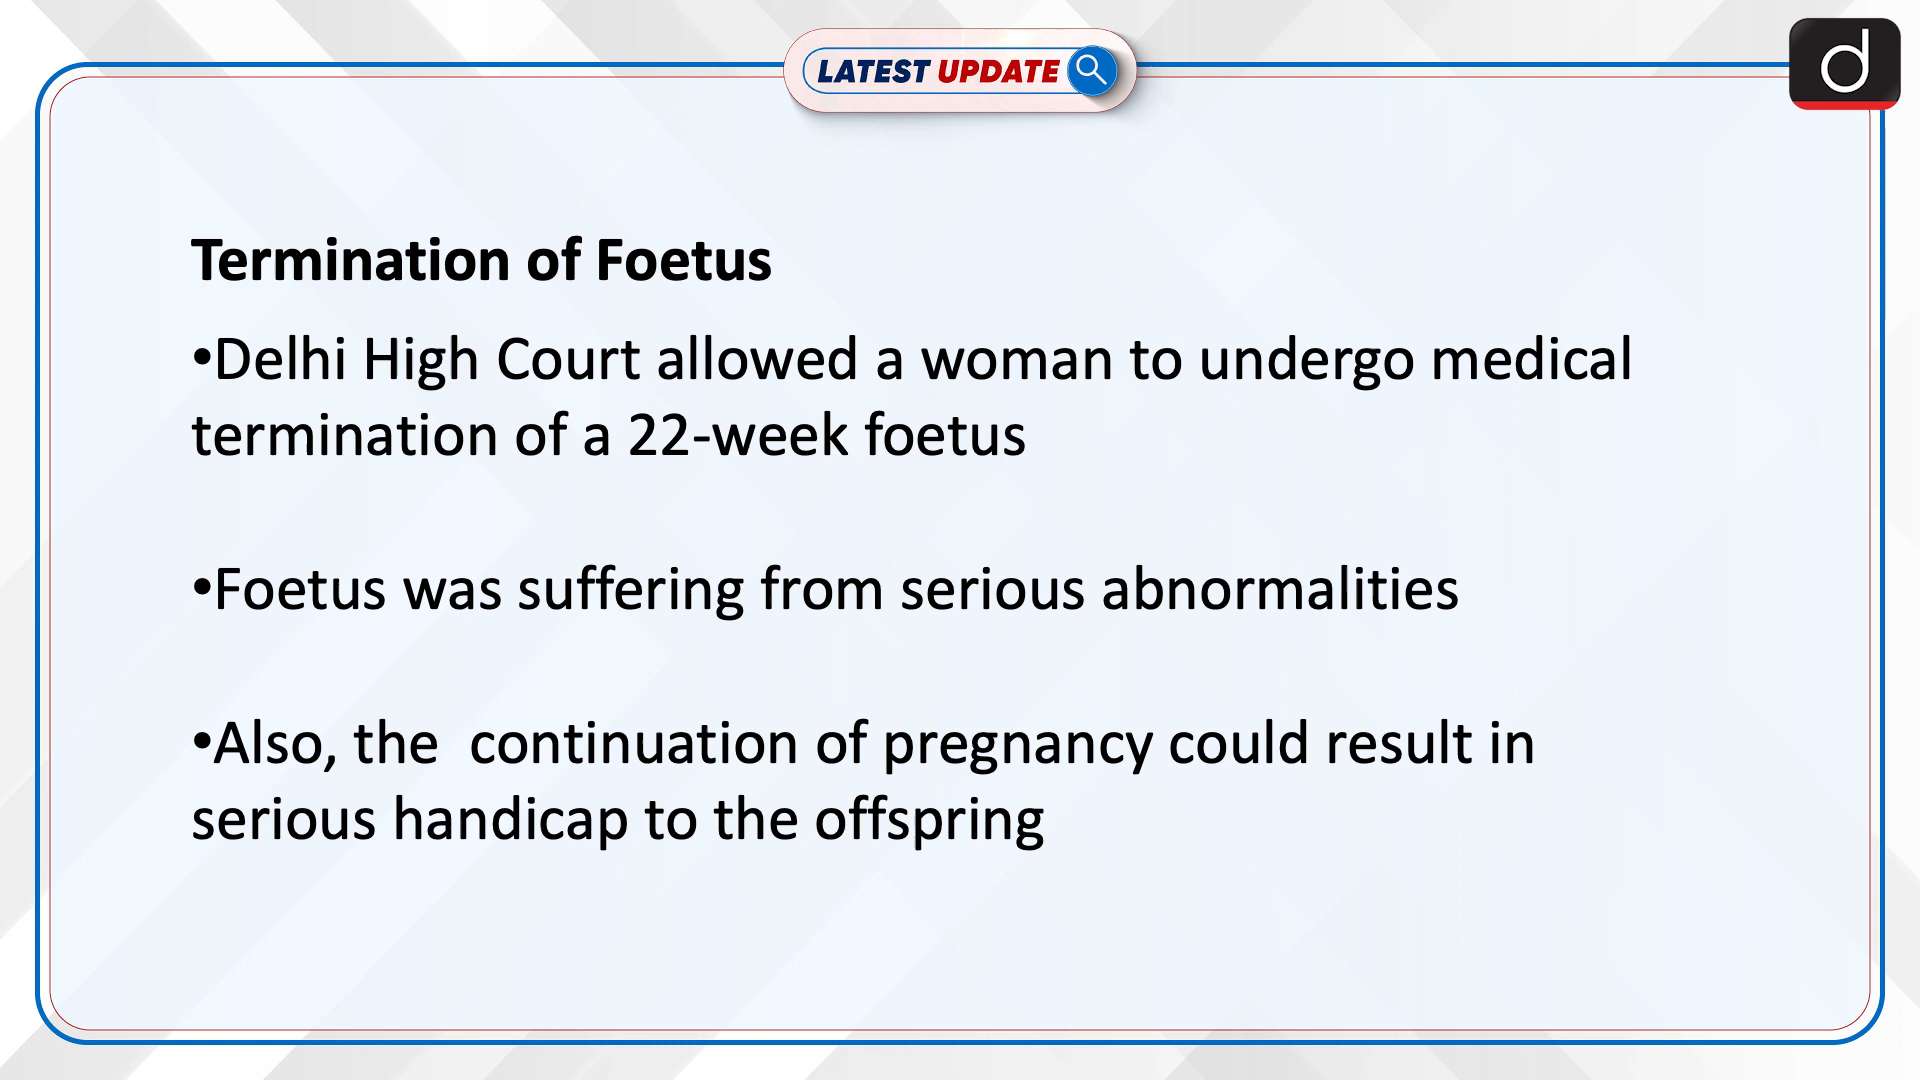 LATEST UPDATE
d
Termination of Foetus
•Delhi High Court allowed a woman to undergo medical
termination of a 22-week foetus
•Foetus was suffering from serious abnormalities
•Also, the  continuation of pregnancy could result in
serious handicap to the offspring